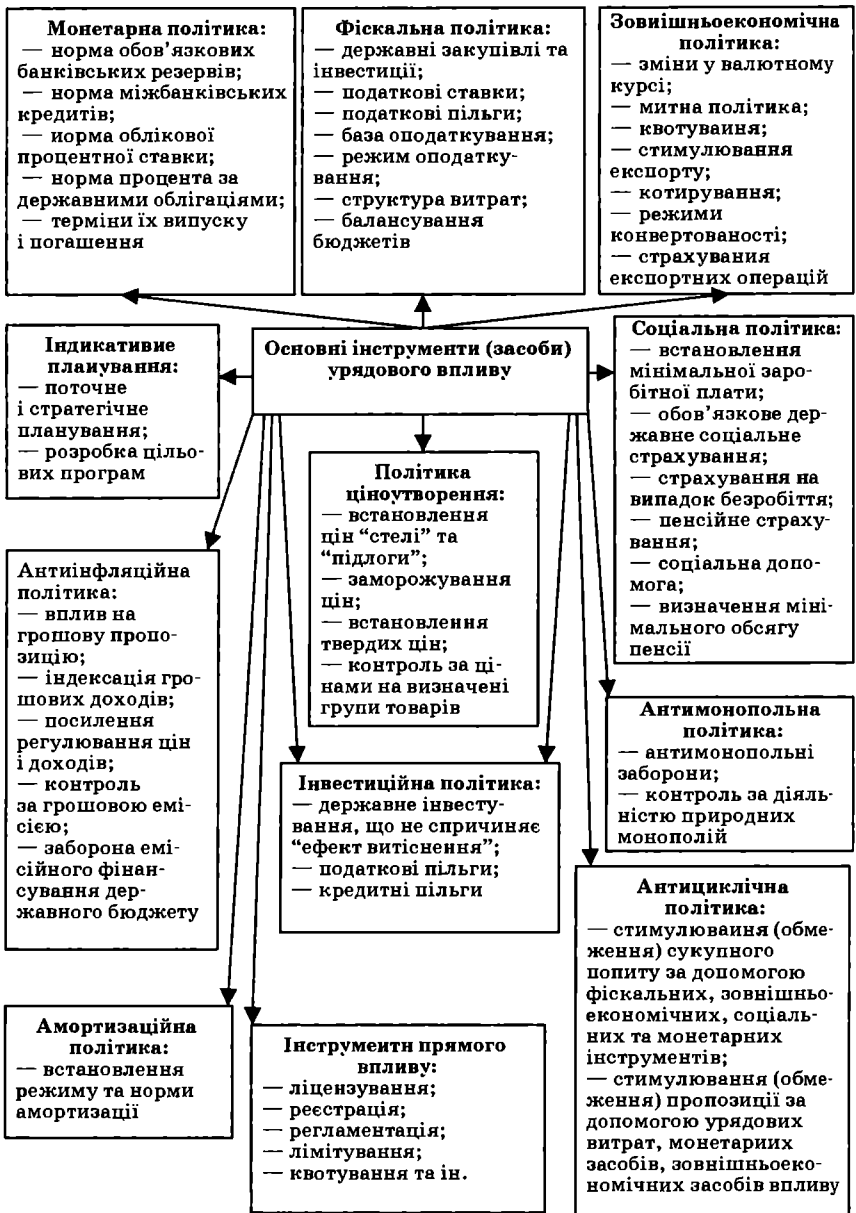 Монетарна політика:
— норма обов’язкових
банківських резервів;
— норма міжбанківських
кредитів;
— иорма облікової
процентної ставки;
— норма процента за
державними облігаціями;
— терміни їх випуску
і погашення
Фіскальна політика:
— державні закупівлі та
інвестиції;
— податкові ставки;
— податкові пільги;
— база оподаткування;
— режим оподатку-
вання;
— структура витрат;
— балансування
бюджетів
Зовнішньоекономічна
політика:
— зміни у валютному
курсі;
— митна політика;
— квотуваиия;
— стимулювання
експорту;
— котирування;
— режими
конвертованості;
— страхуваиия
експортних операцій
Індикативие
плаиування:
— поточне
і стратегічне
планування;
— розробка цільо-
вих програм
Основні інструменти (засоби)
урядового впливу
Соціальна політика:
— встановлення
мінімальної заро-
бітної плати;
— обов’язкове дер-
жавне соціальне
страхування;
— страхування на
випадок безробіття;
— пенсійне страху-
вання;
— соціальна допо-
мога;
— визначення міні-
мального обсягу
пенсії
Політика
ціноутворення:
— встановлення
цін “стелі” та
“підлоги”;
— заморожування
цін;
— встановлення
твердих цін;
— контроль за ці-
нами на визначені
групи товарів
Антиінфляційна
політика:
— вплив на
грошову пропо-
зицію;
— індексація гро-
шових доходів;
— посилення
регулювання цін
і доходів;
— контроль
за грошовою емі-
сією;
— заборона емі-
сійного фінан-
сування дер-
жавного бюджету
Антимонопольна
політика:
— антимонопольні
заборони;
— контроль за діяль-
ністю природних
монополій
Інвестиційна політика:
— державне інвесту-
вання, що не спричиняє
“ефект витіснення”;
— податкові пільги;
— кредитні пільги
Антициклічна
політика:
— стимулюваиия (обме-
ження) сукупного
попиту за допомогою
фіскальних, зовнішньо-
економічних, соціаль-
них та монетарних
інструментів;
— стимулювання (обме-
ження) пропозиції за
допомогою урядових
витрат, монетариих
засобів, зовнішньоеко-
номічних засобів впливу
Амортизаційна
політика:
— встановлення
режиму та норми
амортизації
Інструмеитн прямого
впливу:
— ліцензування;
— реєстрація;
— регламентація;
— лімітування;
— квотування та ін.